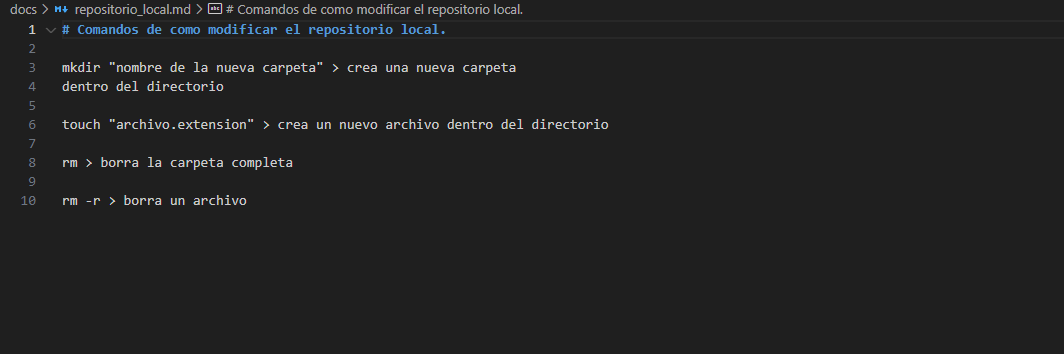 docs > repositorio_local.md > # Comandos de como modificar el repositorio local.
1 # Comandos de como modificar el repositorio local.
2
3 mkdir "nombre de la nueva carpeta" > crea una nueva carpeta
4 dentro del directorio
5
6 touch "archivo.extension" > crea un nuevo archivo dentro del directorio
7
8 rm > borra la carpeta completa
9
10 rm -r > borra un archivo